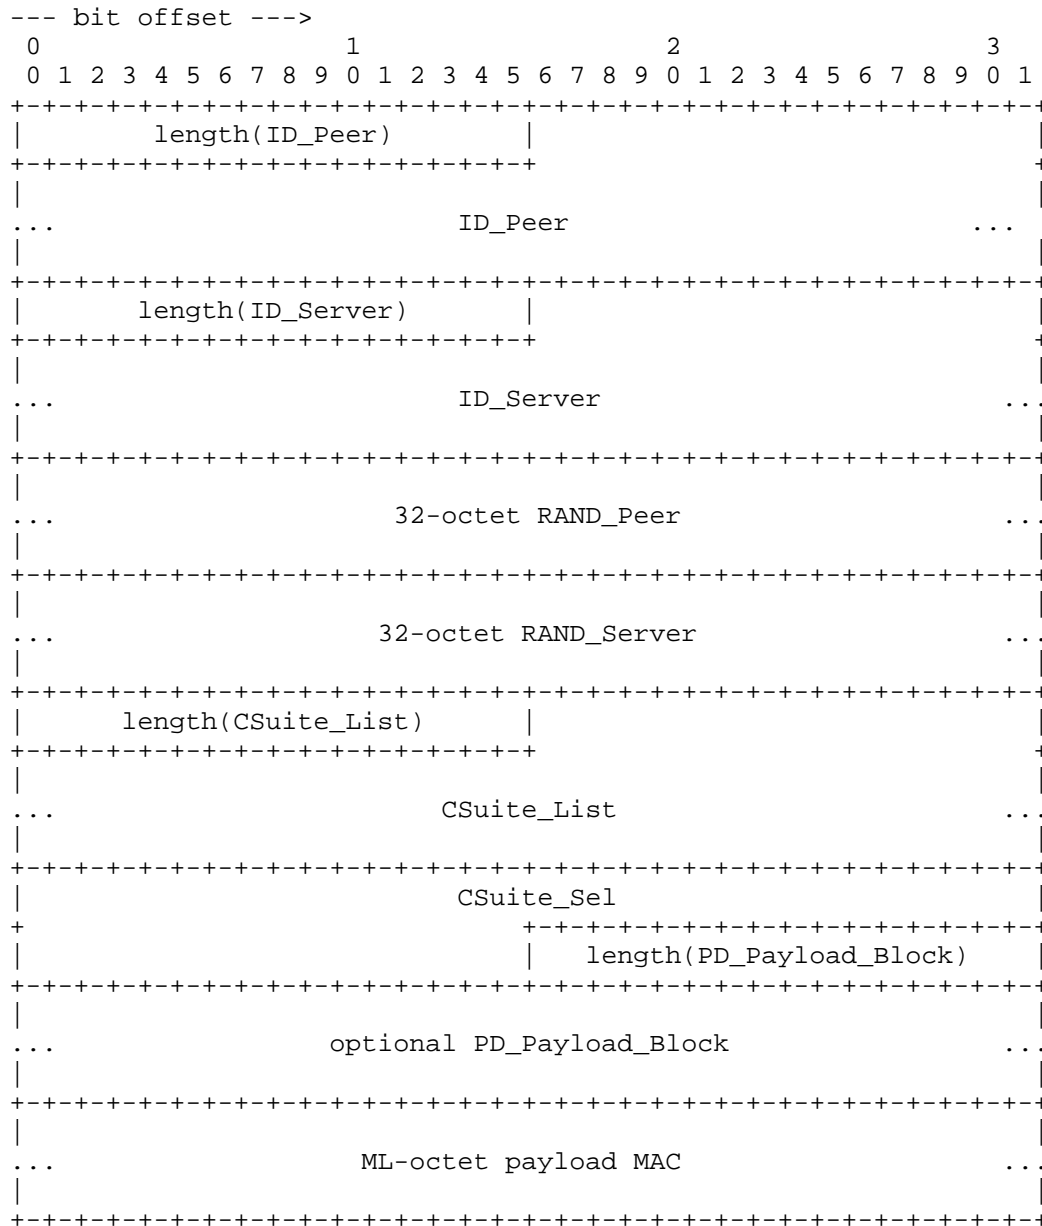 --- bit offset --->
 0                   1                   2                   3
 0 1 2 3 4 5 6 7 8 9 0 1 2 3 4 5 6 7 8 9 0 1 2 3 4 5 6 7 8 9 0 1
+-+-+-+-+-+-+-+-+-+-+-+-+-+-+-+-+-+-+-+-+-+-+-+-+-+-+-+-+-+-+-+-+
|         length(ID_Peer)        |                               |
+-+-+-+-+-+-+-+-+-+-+-+-+-+-+-+-+                               +
|                                                               |
...                         ID_Peer                         ...
|                                                               |
+-+-+-+-+-+-+-+-+-+-+-+-+-+-+-+-+-+-+-+-+-+-+-+-+-+-+-+-+-+-+-+-+
|       length(ID_Server)       |                               |
+-+-+-+-+-+-+-+-+-+-+-+-+-+-+-+-+                               +
|                                                               |
...                         ID_Server                         ...
|                                                               |
+-+-+-+-+-+-+-+-+-+-+-+-+-+-+-+-+-+-+-+-+-+-+-+-+-+-+-+-+-+-+-+-+
|                                                               |
...                     32-octet RAND_Peer                    ...
|                                                               |
+-+-+-+-+-+-+-+-+-+-+-+-+-+-+-+-+-+-+-+-+-+-+-+-+-+-+-+-+-+-+-+-+
|                                                               |
...                    32-octet RAND_Server                   ...
|                                                               |
+-+-+-+-+-+-+-+-+-+-+-+-+-+-+-+-+-+-+-+-+-+-+-+-+-+-+-+-+-+-+-+-+
|      length(CSuite_List)      |                               |
+-+-+-+-+-+-+-+-+-+-+-+-+-+-+-+-+                               +
|                                                               |
...                        CSuite_List                        ...
|                                                               |
+-+-+-+-+-+-+-+-+-+-+-+-+-+-+-+-+-+-+-+-+-+-+-+-+-+-+-+-+-+-+-+-+
|                           CSuite_Sel                          |
+                               +-+-+-+-+-+-+-+-+-+-+-+-+-+-+-+-+
|                               |   length(PD_Payload_Block)    |
+-+-+-+-+-+-+-+-+-+-+-+-+-+-+-+-+-+-+-+-+-+-+-+-+-+-+-+-+-+-+-+-+
|                                                               |
...                 optional PD_Payload_Block                 ...
|                                                               |
+-+-+-+-+-+-+-+-+-+-+-+-+-+-+-+-+-+-+-+-+-+-+-+-+-+-+-+-+-+-+-+-+
|                                                               |
...                   ML-octet payload MAC                    ...
|                                                               |
+-+-+-+-+-+-+-+-+-+-+-+-+-+-+-+-+-+-+-+-+-+-+-+-+-+-+-+-+-+-+-+-+